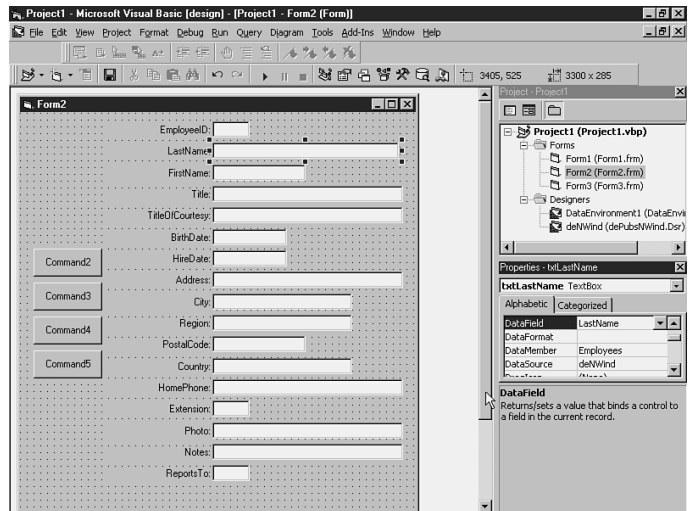 Project1 - Microsoft Visual Basic [design] - [Project1 - Form2 (Form)]
File Edit View Project Format Debug Run Query Diagram Tools Add-Ins Window Help
3405, 525 3300 x 285
Form2
EmployeeID:
LastName
FirstName:
Title:
TitleOfCourtesy:
BirthDate:
HireDate:
Address:
City:
Region:
PostalCode:
Country:
HomePhone:
Extension:
Photo:
Notes:
ReportsTo:
Command2
Command3
Command4
Command5
Project - Project1
Project1 (Project1.vbp)
Forms
Form1 (Form1.frm)
Form2 (Form2.frm)
Form3 (Form3.frm)
Designers
DataEnvironment1 (DataEnvi
deNWind (dePubsNWind.Dsr)
Properties - txtLastName
txtLastName TextBox
Alphabetic Categorized
DataField LastName
DataFormat
DataMember Employees
DataSource deNWind
DataField
Returns/sets a value that binds a control to
a field in the current record.